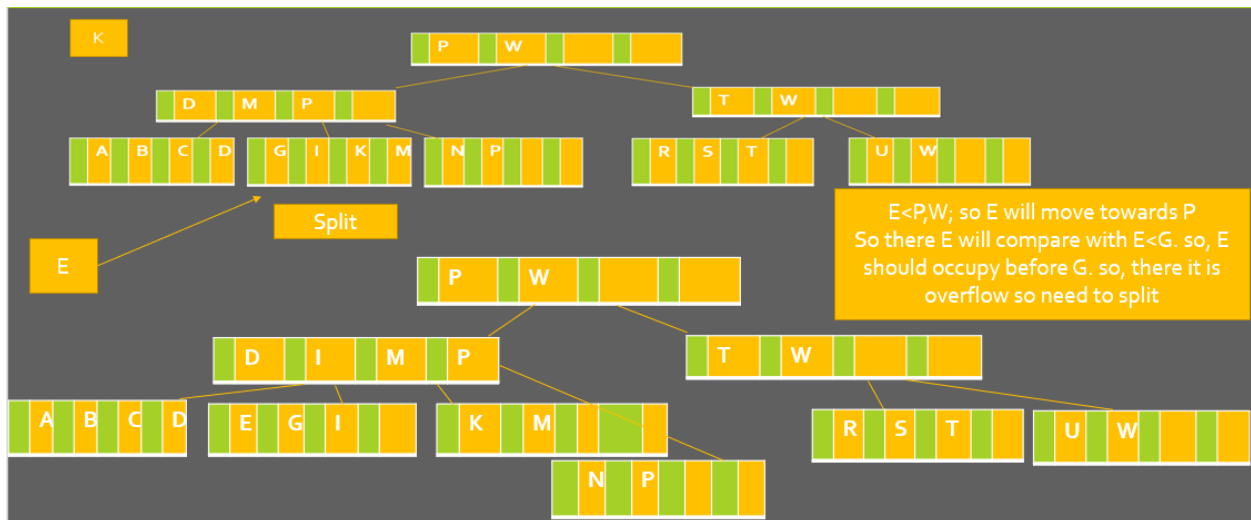 K
P W
D M P
T W
A B C D
G I K M
N P
R S T
U W
Split
E
E<P,W; so E will move towards P
So there E will compare with E<G. so, E
should occupy before G. so, there it is
overflow so need to split
P W
D I M P
T W
A B C D
E G I
K M
N P
R S T
U W